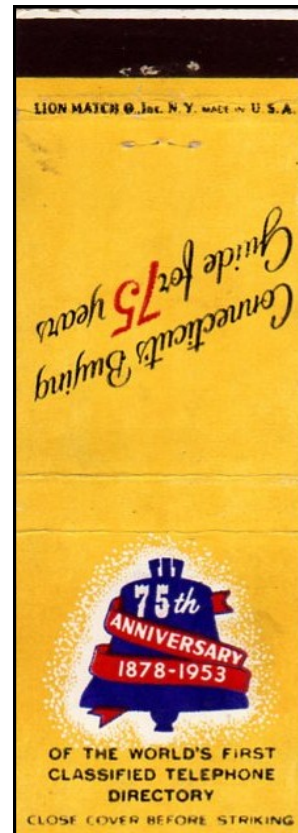 LION MATCH ©, Inc. N.Y. MADE IN U.S.A.
Connecticut's Buying
Guide for 75 years
75th
ANNIVERSARY
1878-1953
OF THE WORLD'S FIRST
CLASSIFIED TELEPHONE
DIRECTORY
CLOSE COVER BEFORE STRIKING